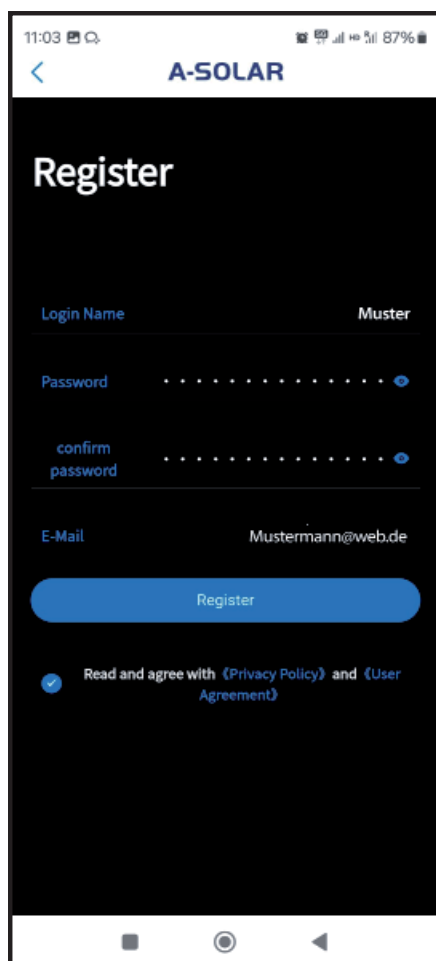 11:03 87%
A-SOLAR
Register
Login Name Muster
Password ··············
confirm
password ··············
E-Mail Mustermann@web.de
Register
Read and agree with 《Privacy Policy》 and 《User
Agreement》